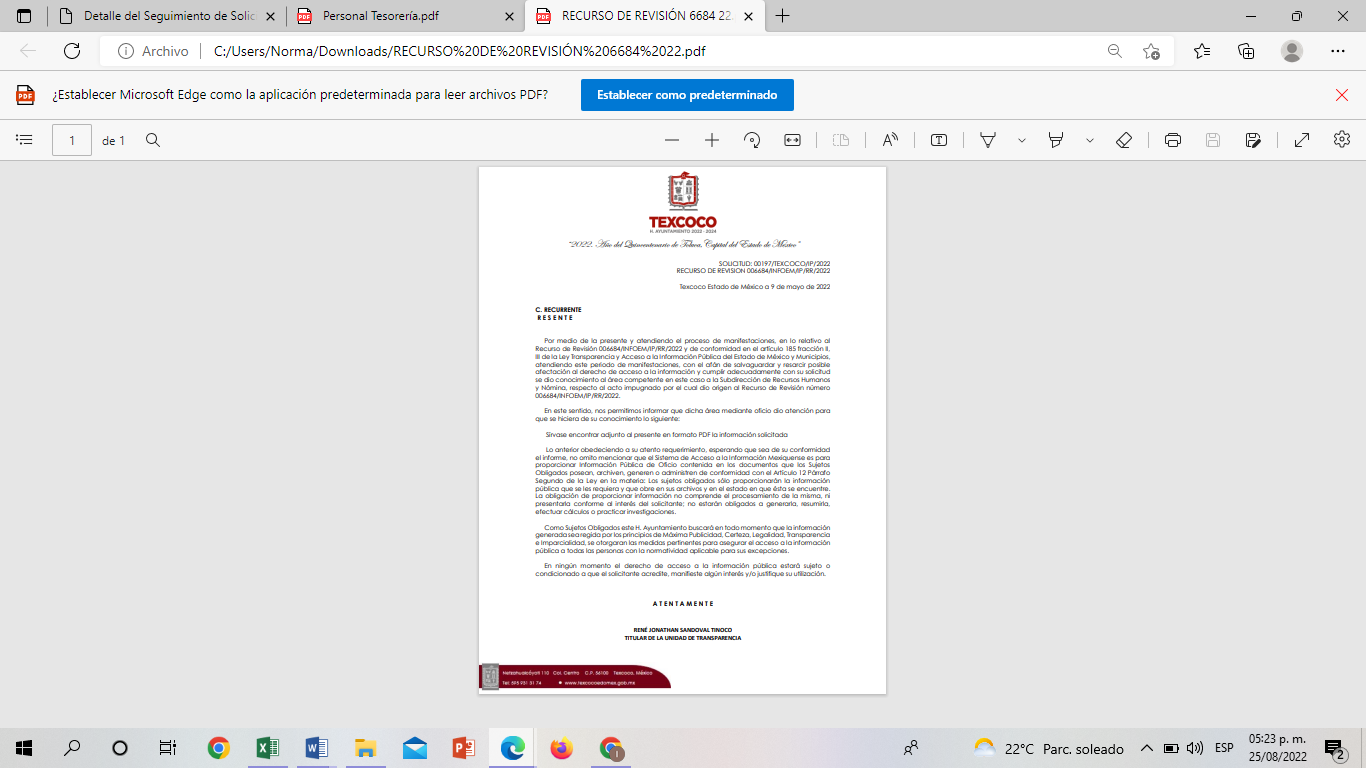 Detalle del Seguimiento de Solic
Personal Tesorería.pdf
RECURSO DE REVISIÓN 6684 22.
Archivo
C:/Users/Norma/Downloads/RECURSO%20DE%20REVISIÓN%206684%2022.pdf
¿Establecer Microsoft Edge como la aplicación predeterminada para leer archivos PDF?
Establecer como predeterminado
1 de 1
TEXCOCO
H. AYUNTAMIENTO 2022 - 2024
"2022. Año del Quincentenario de Toluca, Capital del Estado de México"
SOLICITUD: 00197/TEXCOCO/IP/2022
RECURSO DE REVISION 006684/INFOEM/IP/RR/2022
Texcoco Estado de México a 9 de mayo de 2022
C. RECURRENTE
R E S E N T E
Por medio de la presente y atendiendo el proceso de manifestaciones, en lo relativo al
Recurso de Revisión 006684/INFOEM/IP/RR/2022 y de conformidad en el artículo 185 fracción II,
III de la Ley Transparencia y Acceso a la Información Pública del Estado de México y Municipios,
atendiendo este periodo de manifestaciones, con el afán de salvaguardar y resarcir posible
afectación al derecho de acceso a la información y cumplir adecuadamente con su solicitud
se dio conocimiento al área competente en este caso a la Subdirección de Recursos Humanos
y Nómina, respecto al acto impugnado por el cual dio origen al Recurso de Revisión número
006684/INFOEM/IP/RR/2022.
En este sentido, nos permitimos informar que dicha área mediante oficio dio atención para
que se hiciera de su conocimiento lo siguiente:
Sírvase encontrar adjunto al presente en formato PDF la información solicitada
Lo anterior obedeciendo a su atento requerimiento, esperando que sea de su conformidad
el informe, no omito mencionar que el Sistema de Acceso a la Información Mexiquense es para
proporcionar Información Pública de Oficio contenida en los documentos que los Sujetos
Obligados posean, archiven, generen o administren de conformidad con el Artículo 12 Párrafo
Segundo de la Ley en la materia: Los sujetos obligados sólo proporcionarán la información
pública que se les requiera y que obre en sus archivos y en el estado en que ésta se encuentre.
La obligación de proporcionar información no comprende el procesamiento de la misma, ni
presentarla conforme al interés del solicitante; no estarán obligados a generarla, resumirla,
efectuar cálculos o practicar investigaciones.
Como Sujetos Obligados este H. Ayuntamiento buscará en todo momento que la información
generada sea regida por los principios de Máxima Publicidad, Certeza, Legalidad, Transparencia
e Imparcialidad, se otorgaran las medidas pertinentes para asegurar el acceso a la información
pública a todas las personas con la normatividad aplicable para sus excepciones.
En ningún momento el derecho de acceso a la información pública estará sujeto o
condicionado a que el solicitante acredite, manifieste algún interés y/o justifique su utilización.
A T E N T A M E N T E
RENÉ JONATHAN SANDOVAL TINOCO
TITULAR DE LA UNIDAD DE TRANSPARENCIA
Nezahualcóyotl 110 Col. Centro C.P. 56100 Texcoco, México
Tel: 595 951 31 74 www.texcocoedomex.gob.mx
22°C Parc. soleado
ESP
05:23 p. m.
25/08/2022
2